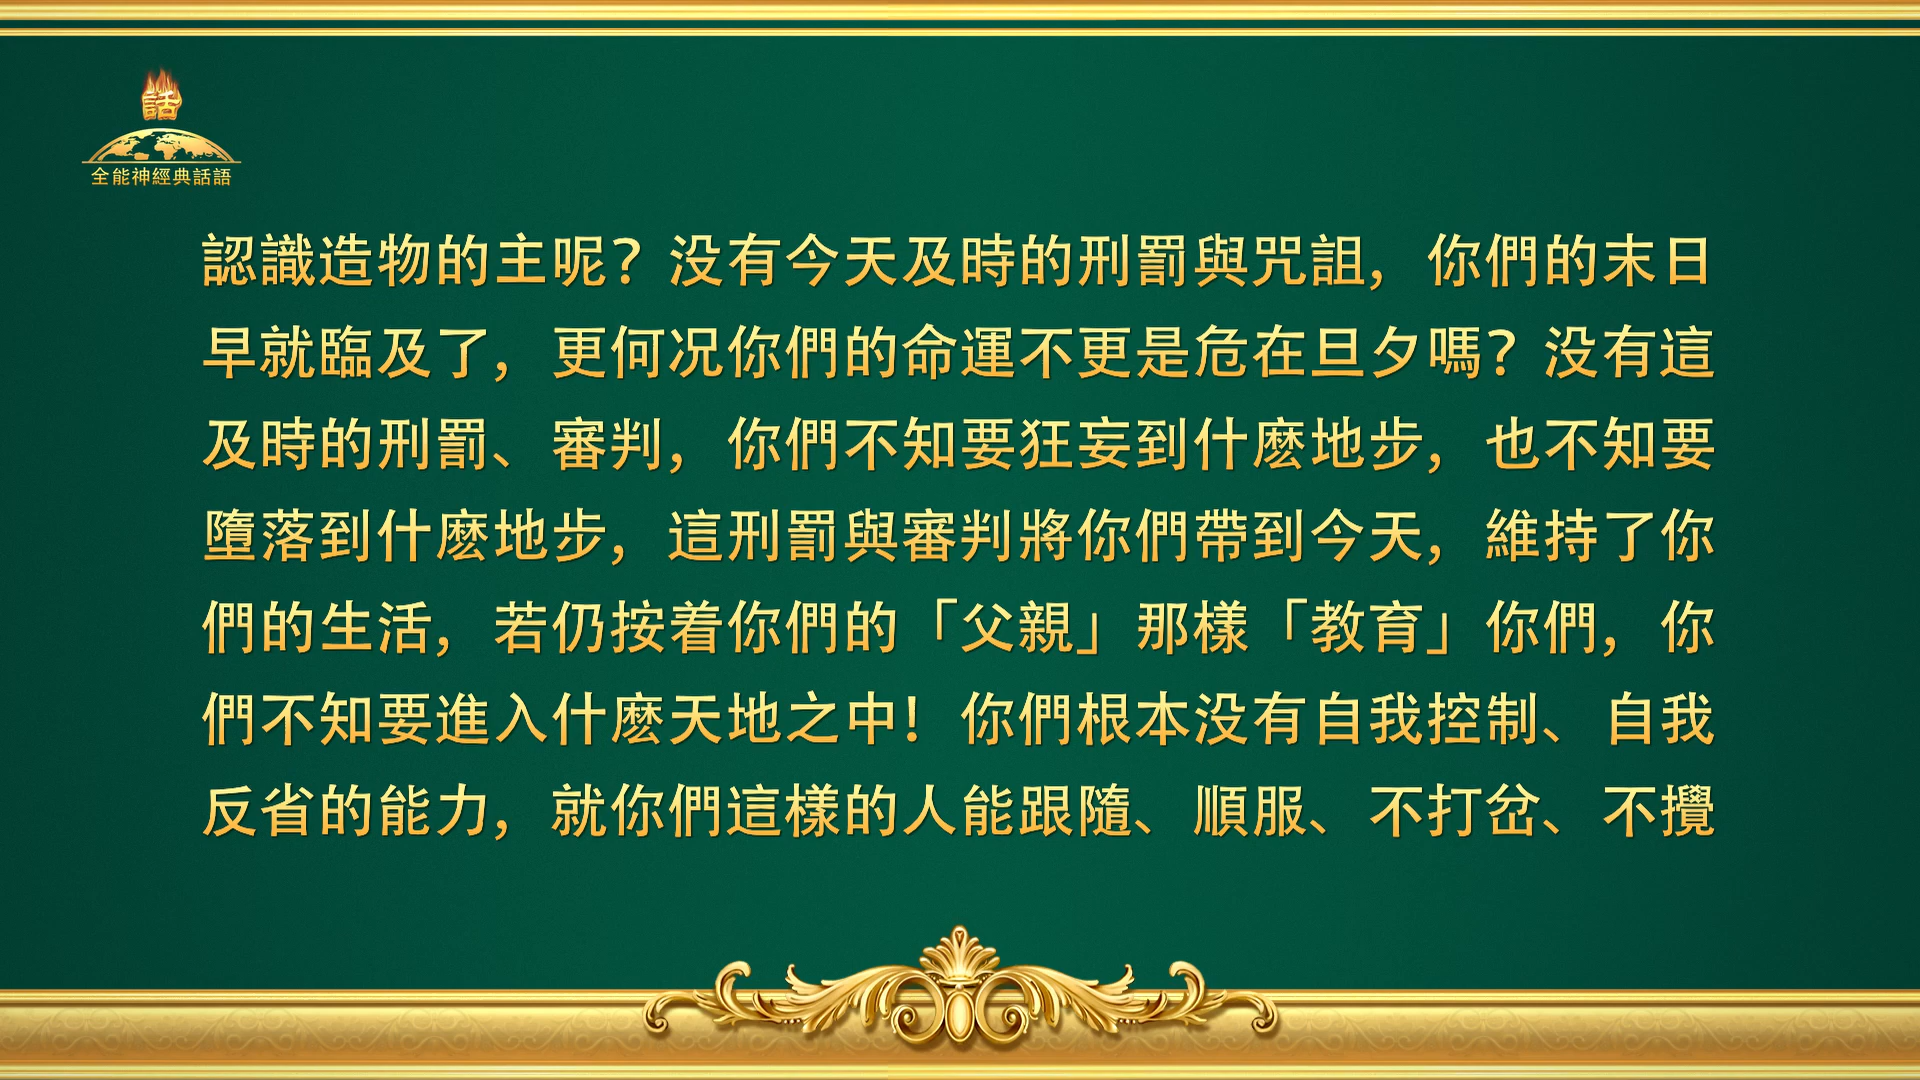 話
全能神經典話語
認識造物的主呢？没有今天及時的刑罰與咒詛，你們的末日
早就臨及了，更何况你們的命運不更是危在旦夕嗎？没有這
及時的刑罰、審判，你們不知要狂妄到什麽地步，也不知要
墮落到什麽地步，這刑罰與審判將你們帶到今天，維持了你
們的生活，若仍按着你們的「父親」那樣「教育」你們，你
們不知要進入什麽天地之中！你們根本没有自我控制、自我
反省的能力，就你們這樣的人能跟隨、順服、不打岔、不攪